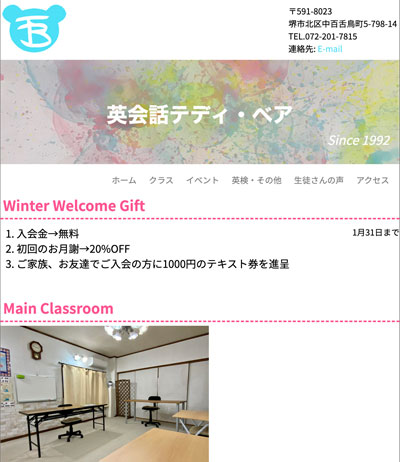 〒591-8023
堺市北区中百舌鳥町5-798-14
TEL.072-201-7815
連絡先: E-mail
英会話テディ・ベア
Since 1992
ホーム クラス イベント 英検・その他 生徒さんの声 アクセス
Winter Welcome Gift
1. 入会金→無料
1月31日まで
2. 初回のお月謝→20%OFF
3. ご家族、お友達でご入会の方に1000円のテキスト券を進呈
Main Classroom